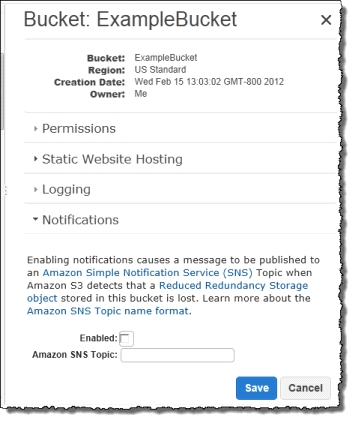 Bucket: ExampleBucket
Bucket: ExampleBucket
Region: US Standard
Creation Date: Wed Feb 15 13:03:02 GMT-800 2012
Owner: Me
Permissions
Static Website Hosting
Logging
Notifications
Enabling notifications causes a message to be published to
an Amazon Simple Notification Service (SNS) Topic when
Amazon S3 detects that a Reduced Redundancy Storage
object stored in this bucket is lost. Learn more about the
Amazon SNS Topic name format.
Enabled:
Amazon SNS Topic:
Save Cancel